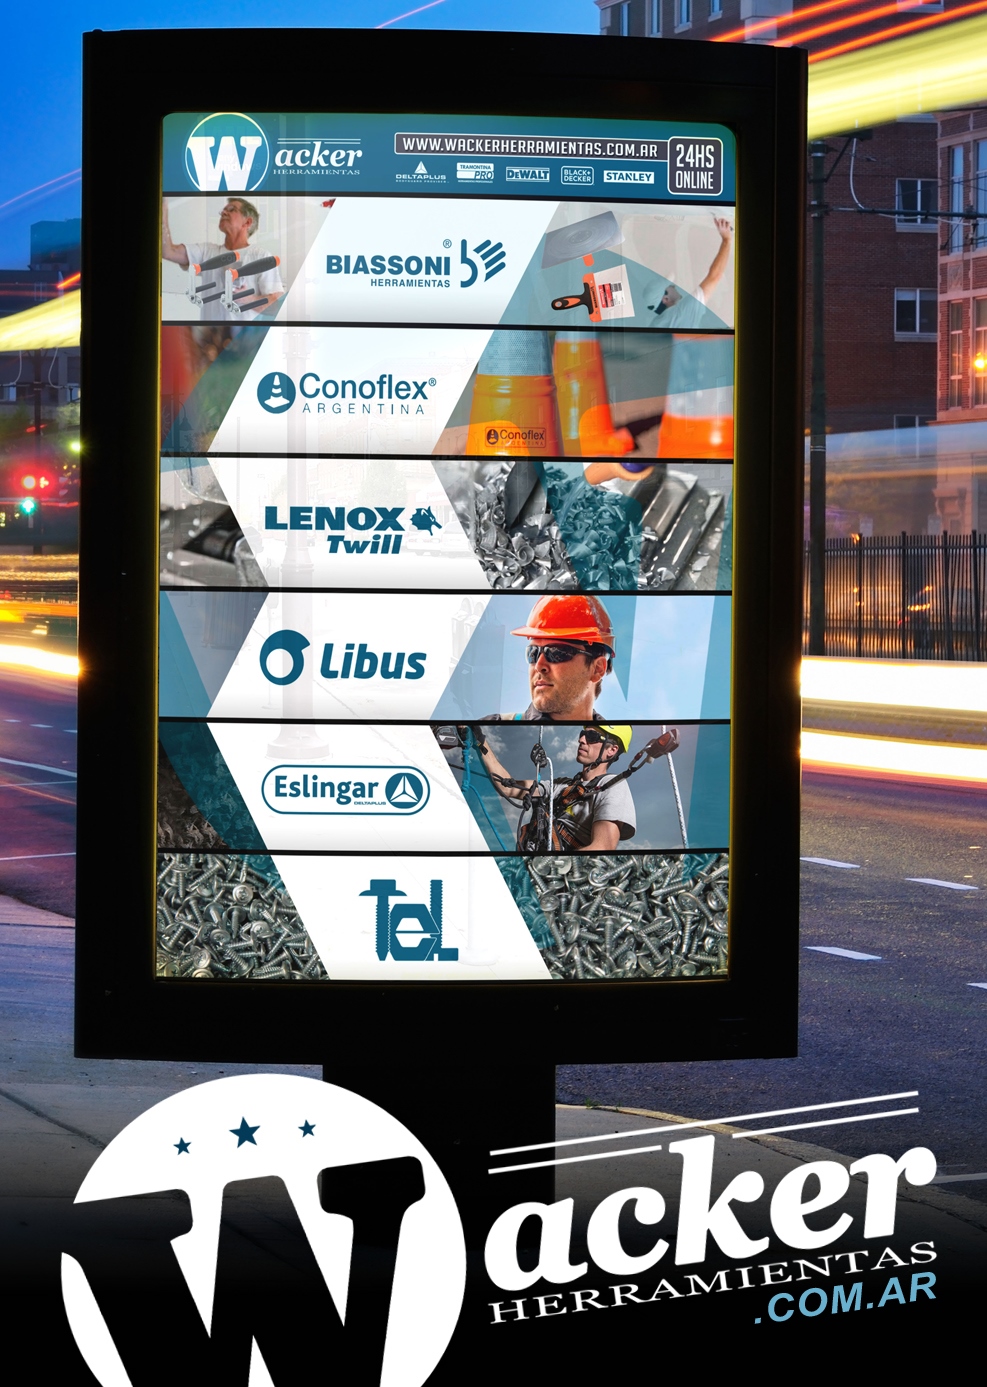 Wacker
HERRAMIENTAS
WWW.WACKERHERRAMIENTAS.COM.AR
24HS
ONLINE
DELTAPLUS
TRAMONTINA
PRO
DEWALT
BLACK+
DECKER
STANLEY
BIASSONI®
HERRAMIENTAS
Conoflex®
ARGENTINA
Conoflex
LENOX
Twill
Libus
Eslingar
DELTAPLUS
TeL
Wacker
HERRAMIENTAS
.COM.AR